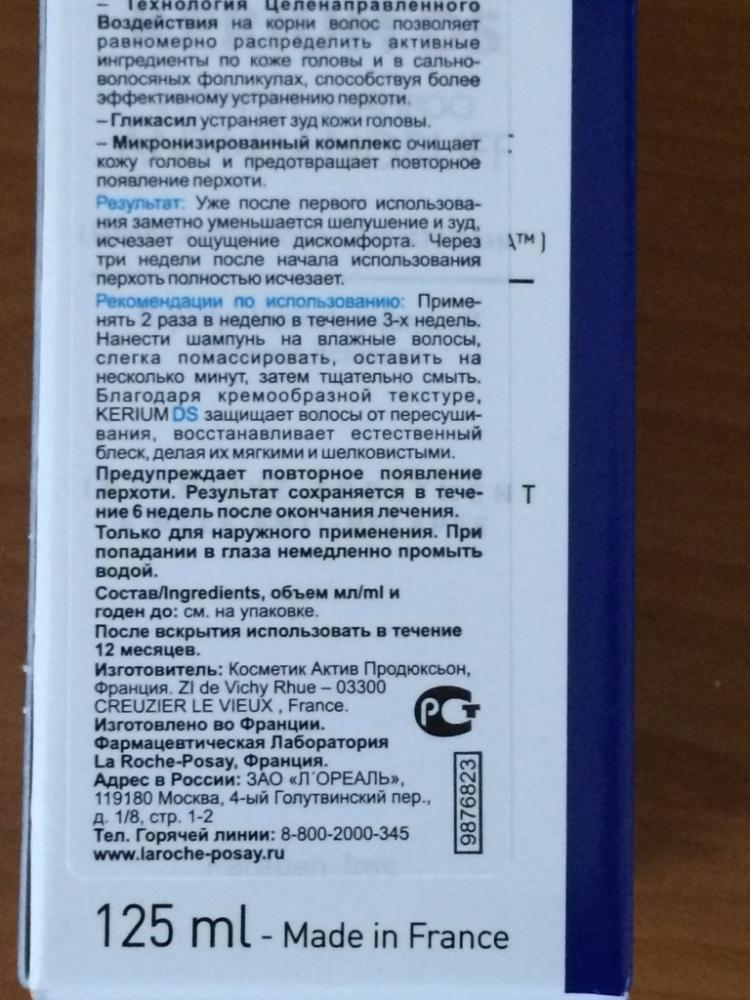 – Технология Целенаправленного
Воздействия на корни волос позволяет
равномерно распределить активные
ингредиенты по коже головы и в сально-
волосяных фолликулах, способствуя более
эффективному устранению перхоти.
– Гликасил устраняет зуд кожи головы.
– Микронизированный комплекс очищает
кожу головы и предотвращает повторное
появление перхоти.
Результат: Уже после первого использова-
ния заметно уменьшается шелушение и зуд,
исчезает ощущение дискомфорта. Через
три недели после начала использования
перхоть полностью исчезает.
Рекомендации по использованию: Приме-
нять 2 раза в неделю в течение 3-х недель.
Нанести шампунь на влажные волосы,
слегка помассировать, оставить на
несколько минут, затем тщательно смыть.
Благодаря кремообразной текстуре,
KERIUM DS защищает волосы от пересуши-
вания, восстанавливает естественный
блеск, делая их мягкими и шелковистыми.
Предупреждает повторное появление
перхоти. Результат сохраняется в тече-
ние 6 недель после окончания лечения.
Только для наружного применения. При
попадании в глаза немедленно промыть
водой.
Состав/Ingredients, объем мл/ml и
годен до: см. на упаковке.
После вскрытия использовать в течение
12 месяцев.
Изготовитель: Косметик Актив Продюксьон,
Франция. ZI de Vichy Rhue – 03300
CREUZIER LE VIEUX , France.
Изготовлено во Франции.
Фармацевтическая Лаборатория
La Roche-Posay, Франция.
Адрес в России: ЗАО «Л´ОРЕАЛЬ»,
119180 Москва, 4-ый Голутвинский пер.,
д. 1/8, стр. 1-2
Тел. Горячей линии: 8-800-2000-345
www.laroche-posay.ru
РСТ
9876823
™ )
T
125 ml - Made in France